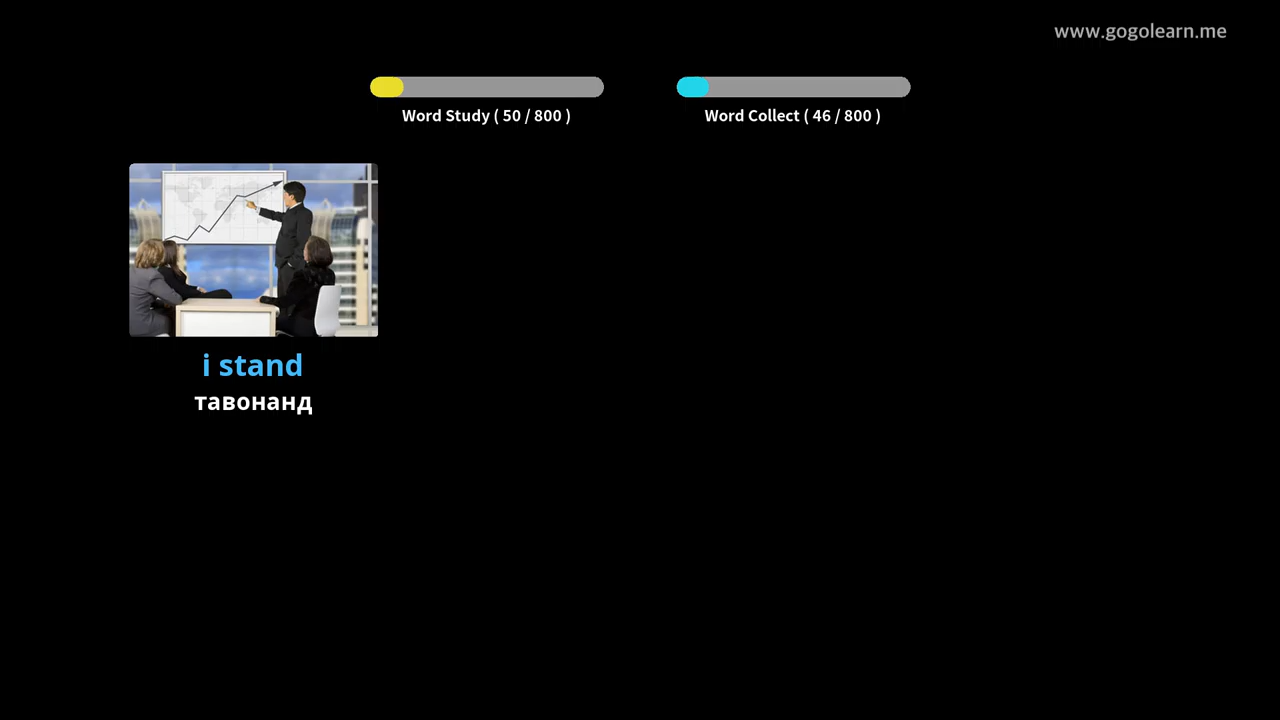 www.gogolearn.me
Word Study ( 50 / 800 )
Word Collect ( 46 / 800 )
i stand
тавонанд